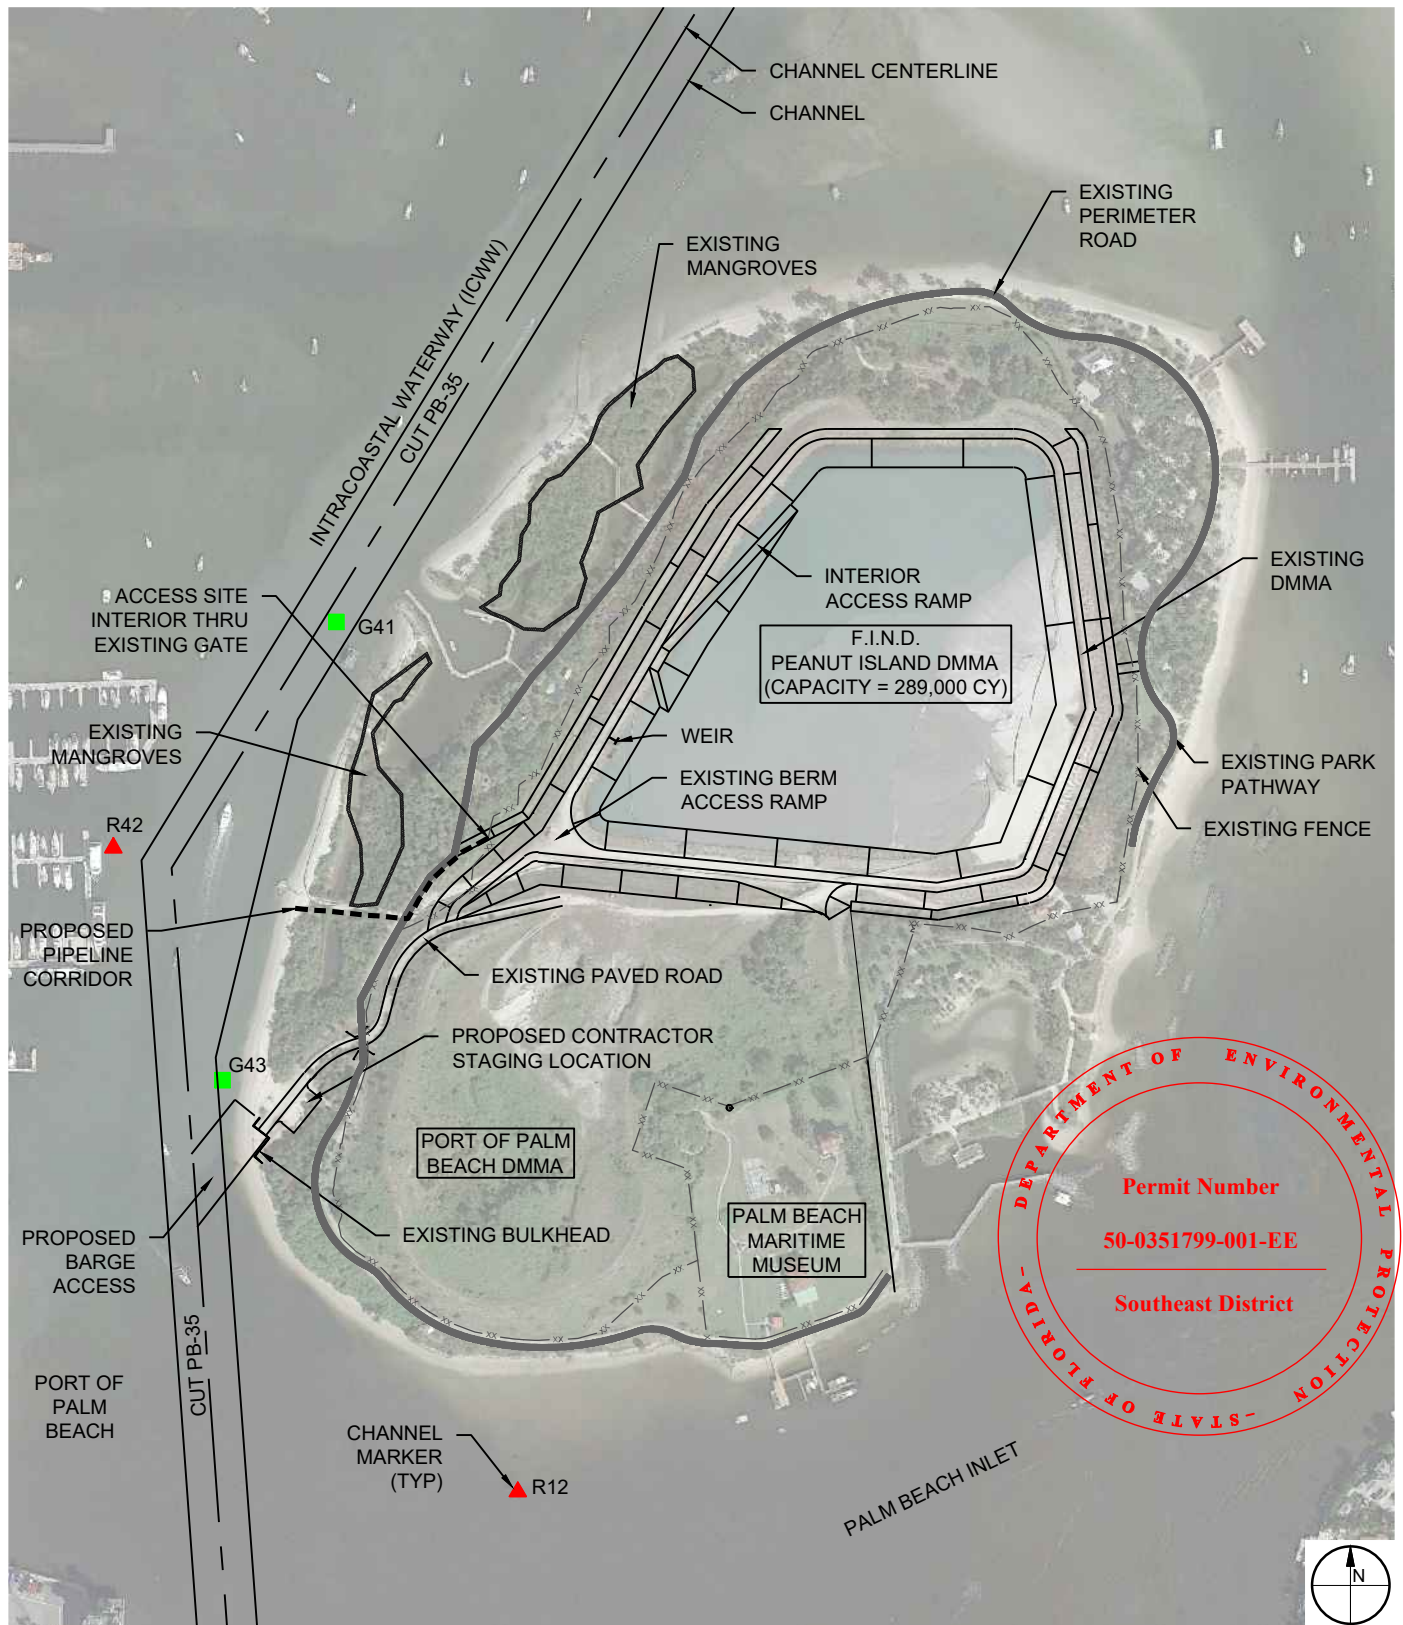 CHANNEL CENTERLINE
CHANNEL
EXISTING
PERIMETER
ROAD
EXISTING
MANGROVES
INTRACOASTAL WATERWAY (ICWW)
CUT PB-35
ACCESS SITE
INTERIOR THRU
EXISTING GATE
G41
INTERIOR
ACCESS RAMP
EXISTING
DMMA
F.I.N.D.
PEANUT ISLAND DMMA
(CAPACITY = 289,000 CY)
EXISTING
MANGROVES
WEIR
EXISTING BERM
ACCESS RAMP
EXISTING PARK
PATHWAY
EXISTING FENCE
R42
PROPOSED
PIPELINE
CORRIDOR
EXISTING PAVED ROAD
PROPOSED CONTRACTOR
STAGING LOCATION
G43
PORT OF PALM
BEACH DMMA
EXISTING BULKHEAD
PROPOSED
BARGE
ACCESS
PALM BEACH
MARITIME
MUSEUM
DEPARTMENT OF ENVIRONMENTAL PROTECTION
-STATE OF FLORIDA-
Permit Number
50-0351799-001-EE
Southeast District
CUT PB-35
PORT OF
PALM
BEACH
CHANNEL
MARKER
(TYP)
R12
PALM BEACH INLET
N